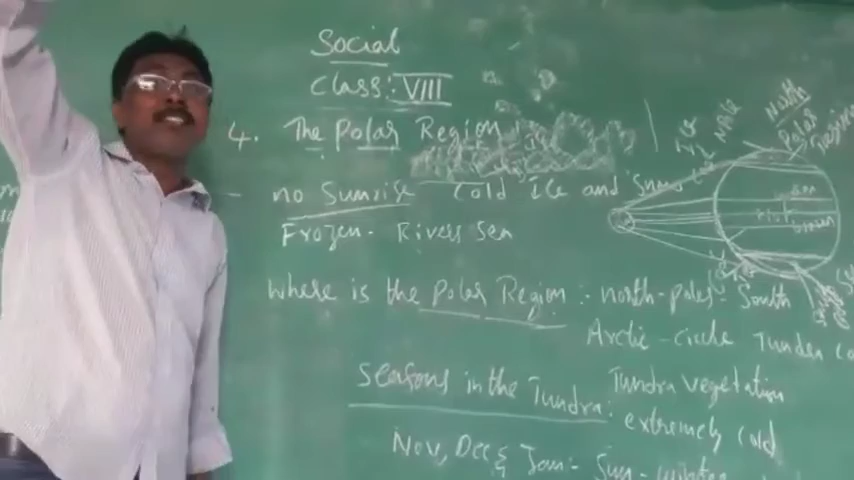 Social
Class: VIII
4. The Polar Region
no Sunrise Cold ice and Snow
Frozen - Rivers Sea
North Polar Region
where is the Polar Region :- north-poles- South
Arctic - circle Tundra
Seasons in the Tundra:
Tundra vegetation
extremely cold
Nov, Dec & Jan:- Sun - winter